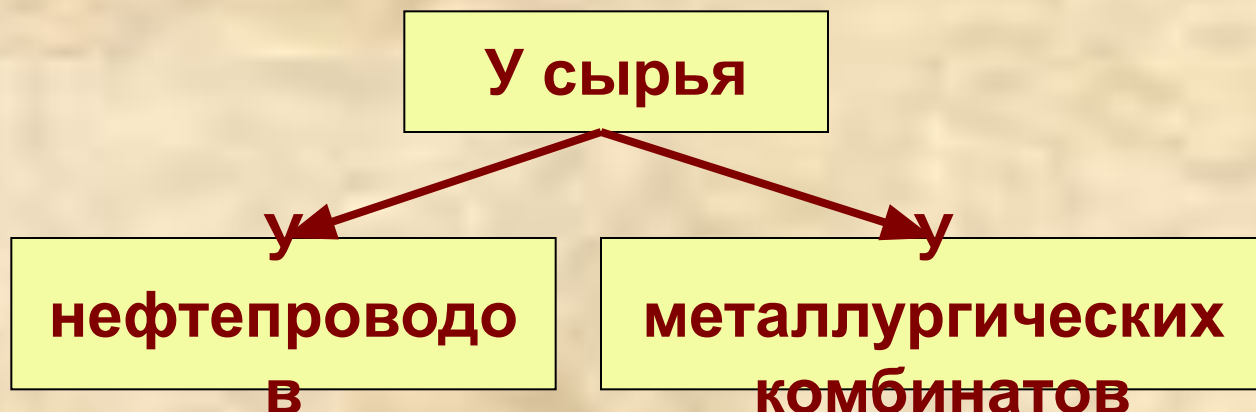 У сырья
У
нефтепроводо
в
У
металлургических
комбинатов